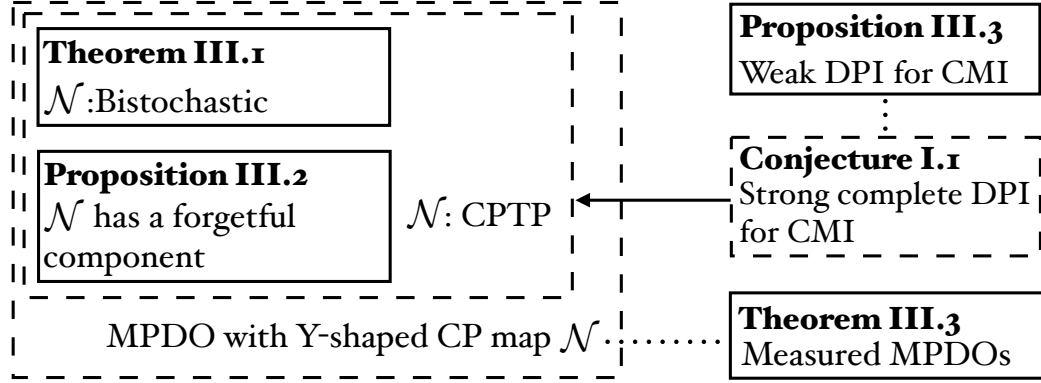 Theorem III.1
𝒩:Bistochastic
Proposition III.2
𝒩 has a forgetful
component
𝒩: CPTP
MPDO with Y-shaped CP map 𝒩
Proposition III.3
Weak DPI for CMI
Conjecture I.1
Strong complete DPI
for CMI
Theorem III.3
Measured MPDOs